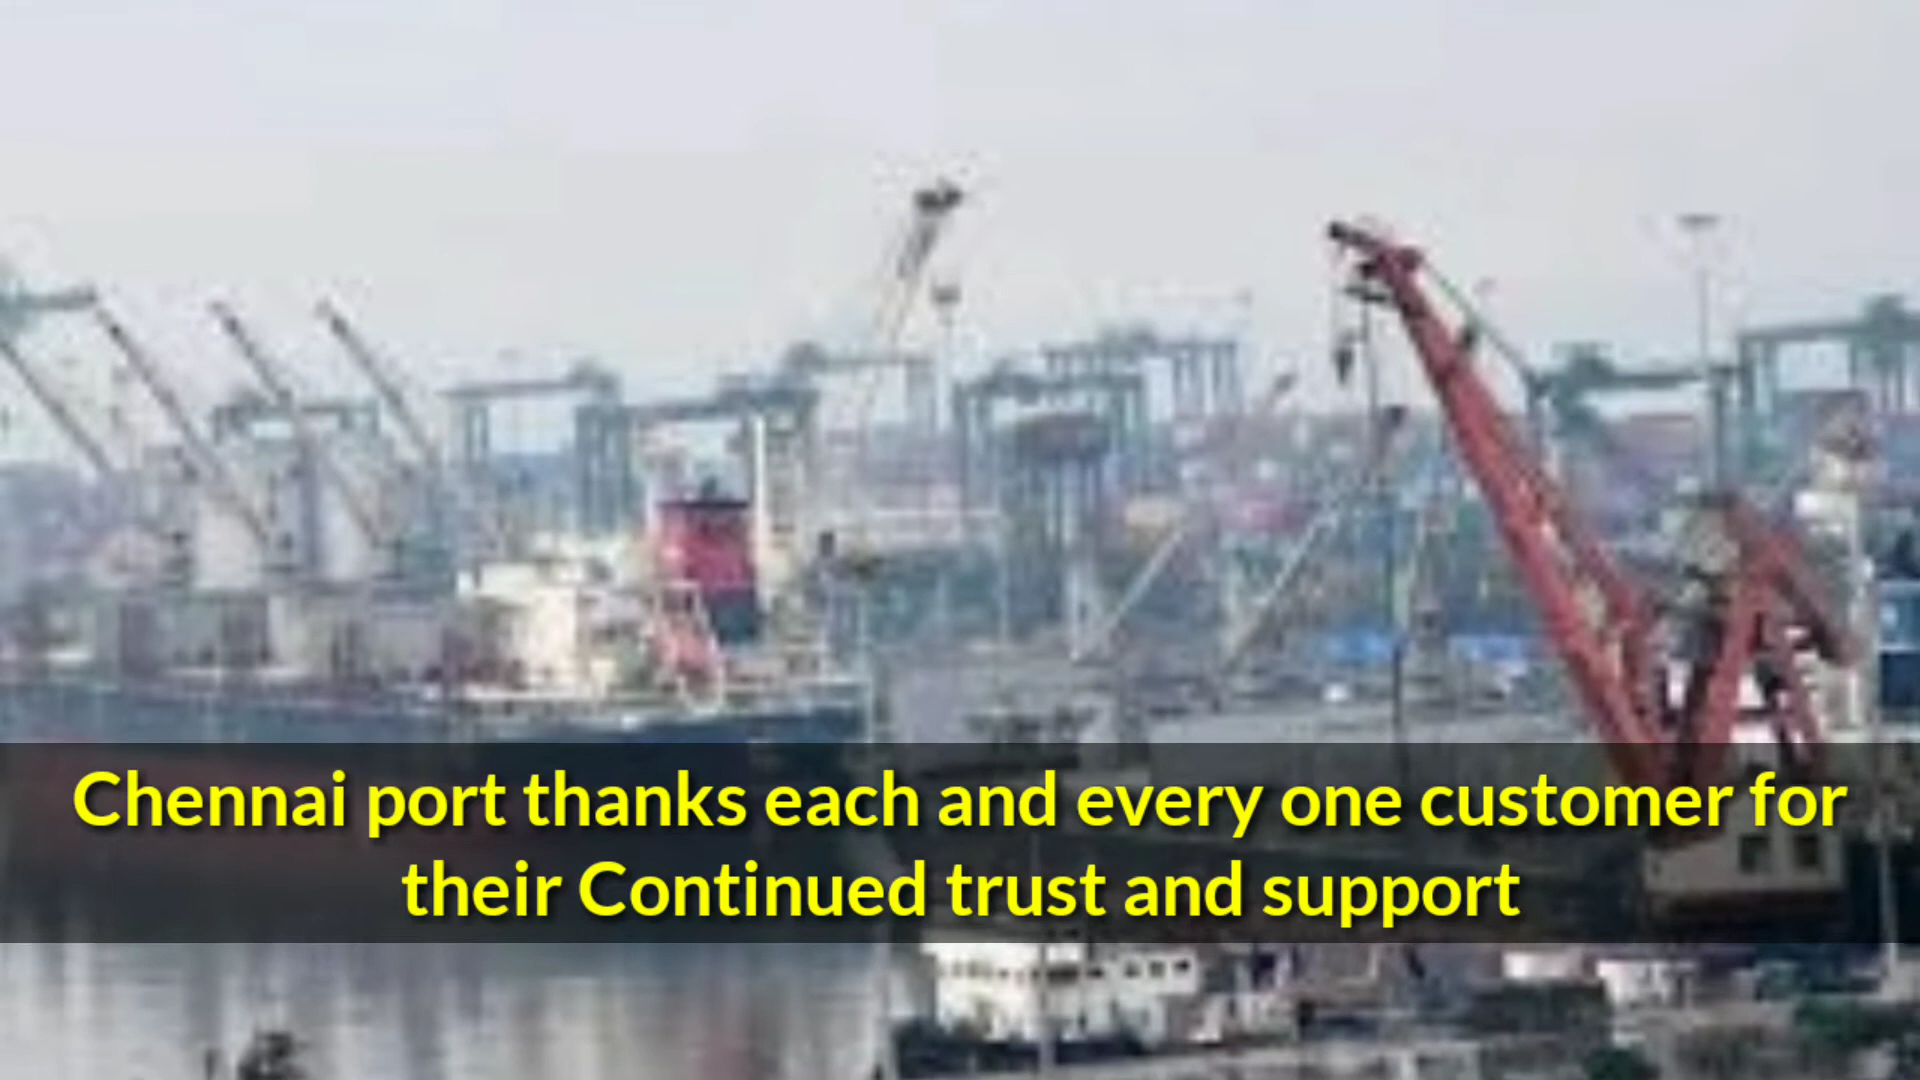 Chennai port thanks each and every one customer for
their Continued trust and support